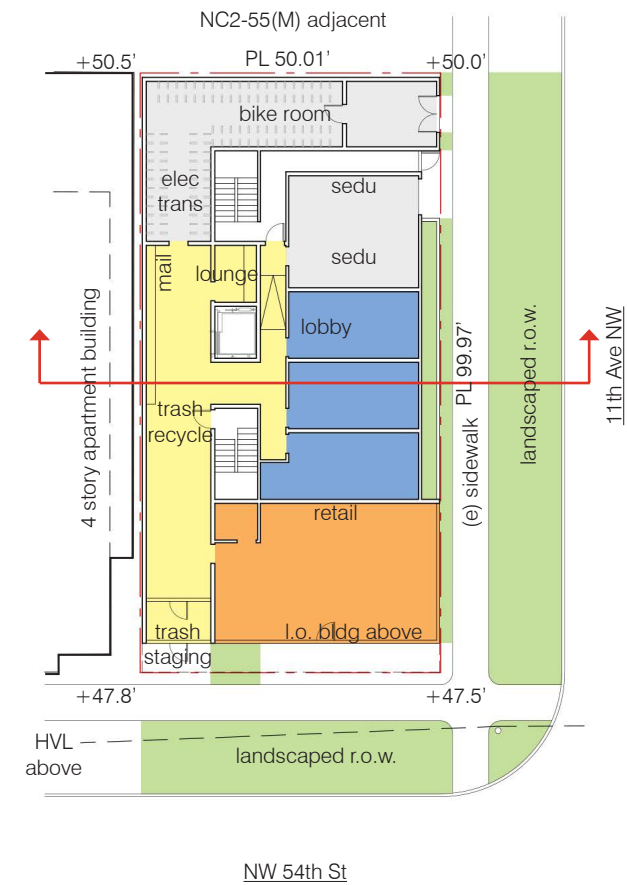 NC2-55(M) adjacent
+50.5’
PL 50.01’
+50.0’
bike room
elec
trans
sedu
sedu
mail
lounge
lobby
4 story apartment building
trash
recycle
(e) sidewalk PL 99.97’
landscaped r.o.w.
11th Ave NW
retail
trash
staging
l.o. bldg above
+47.8’
+47.5’
HVL
above
landscaped r.o.w.
NW 54th St